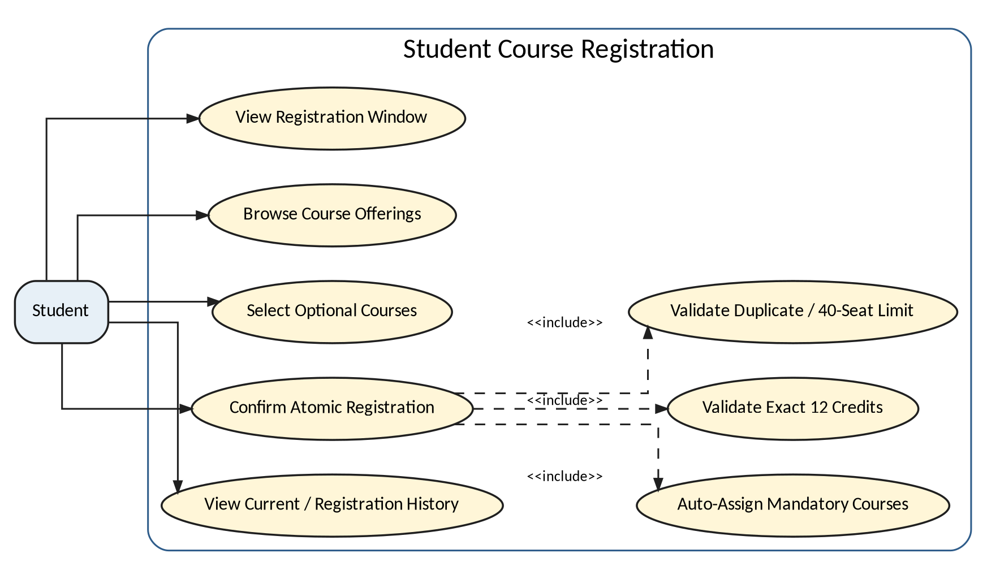 Student Course Registration
View Registration Window
Browse Course Offerings
Student
Select Optional Courses
<<include>>
Validate Duplicate / 40-Seat Limit
Confirm Atomic Registration
<<include>>
Validate Exact 12 Credits
<<include>>
View Current / Registration History
Auto-Assign Mandatory Courses